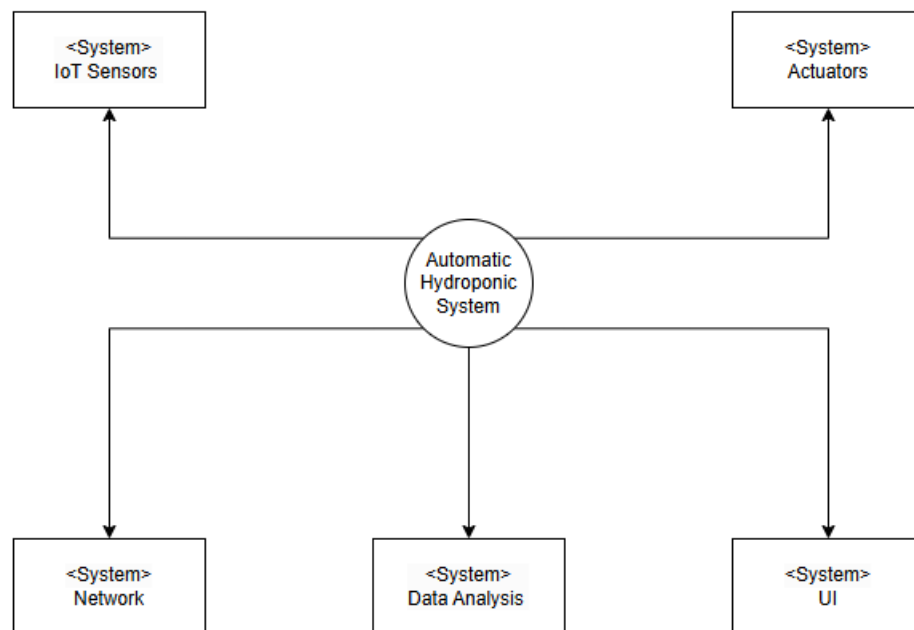 <System>
IoT Sensors
<System>
Actuators
Automatic
Hydroponic
System
<System>
Network
<System>
Data Analysis
<System>
UI